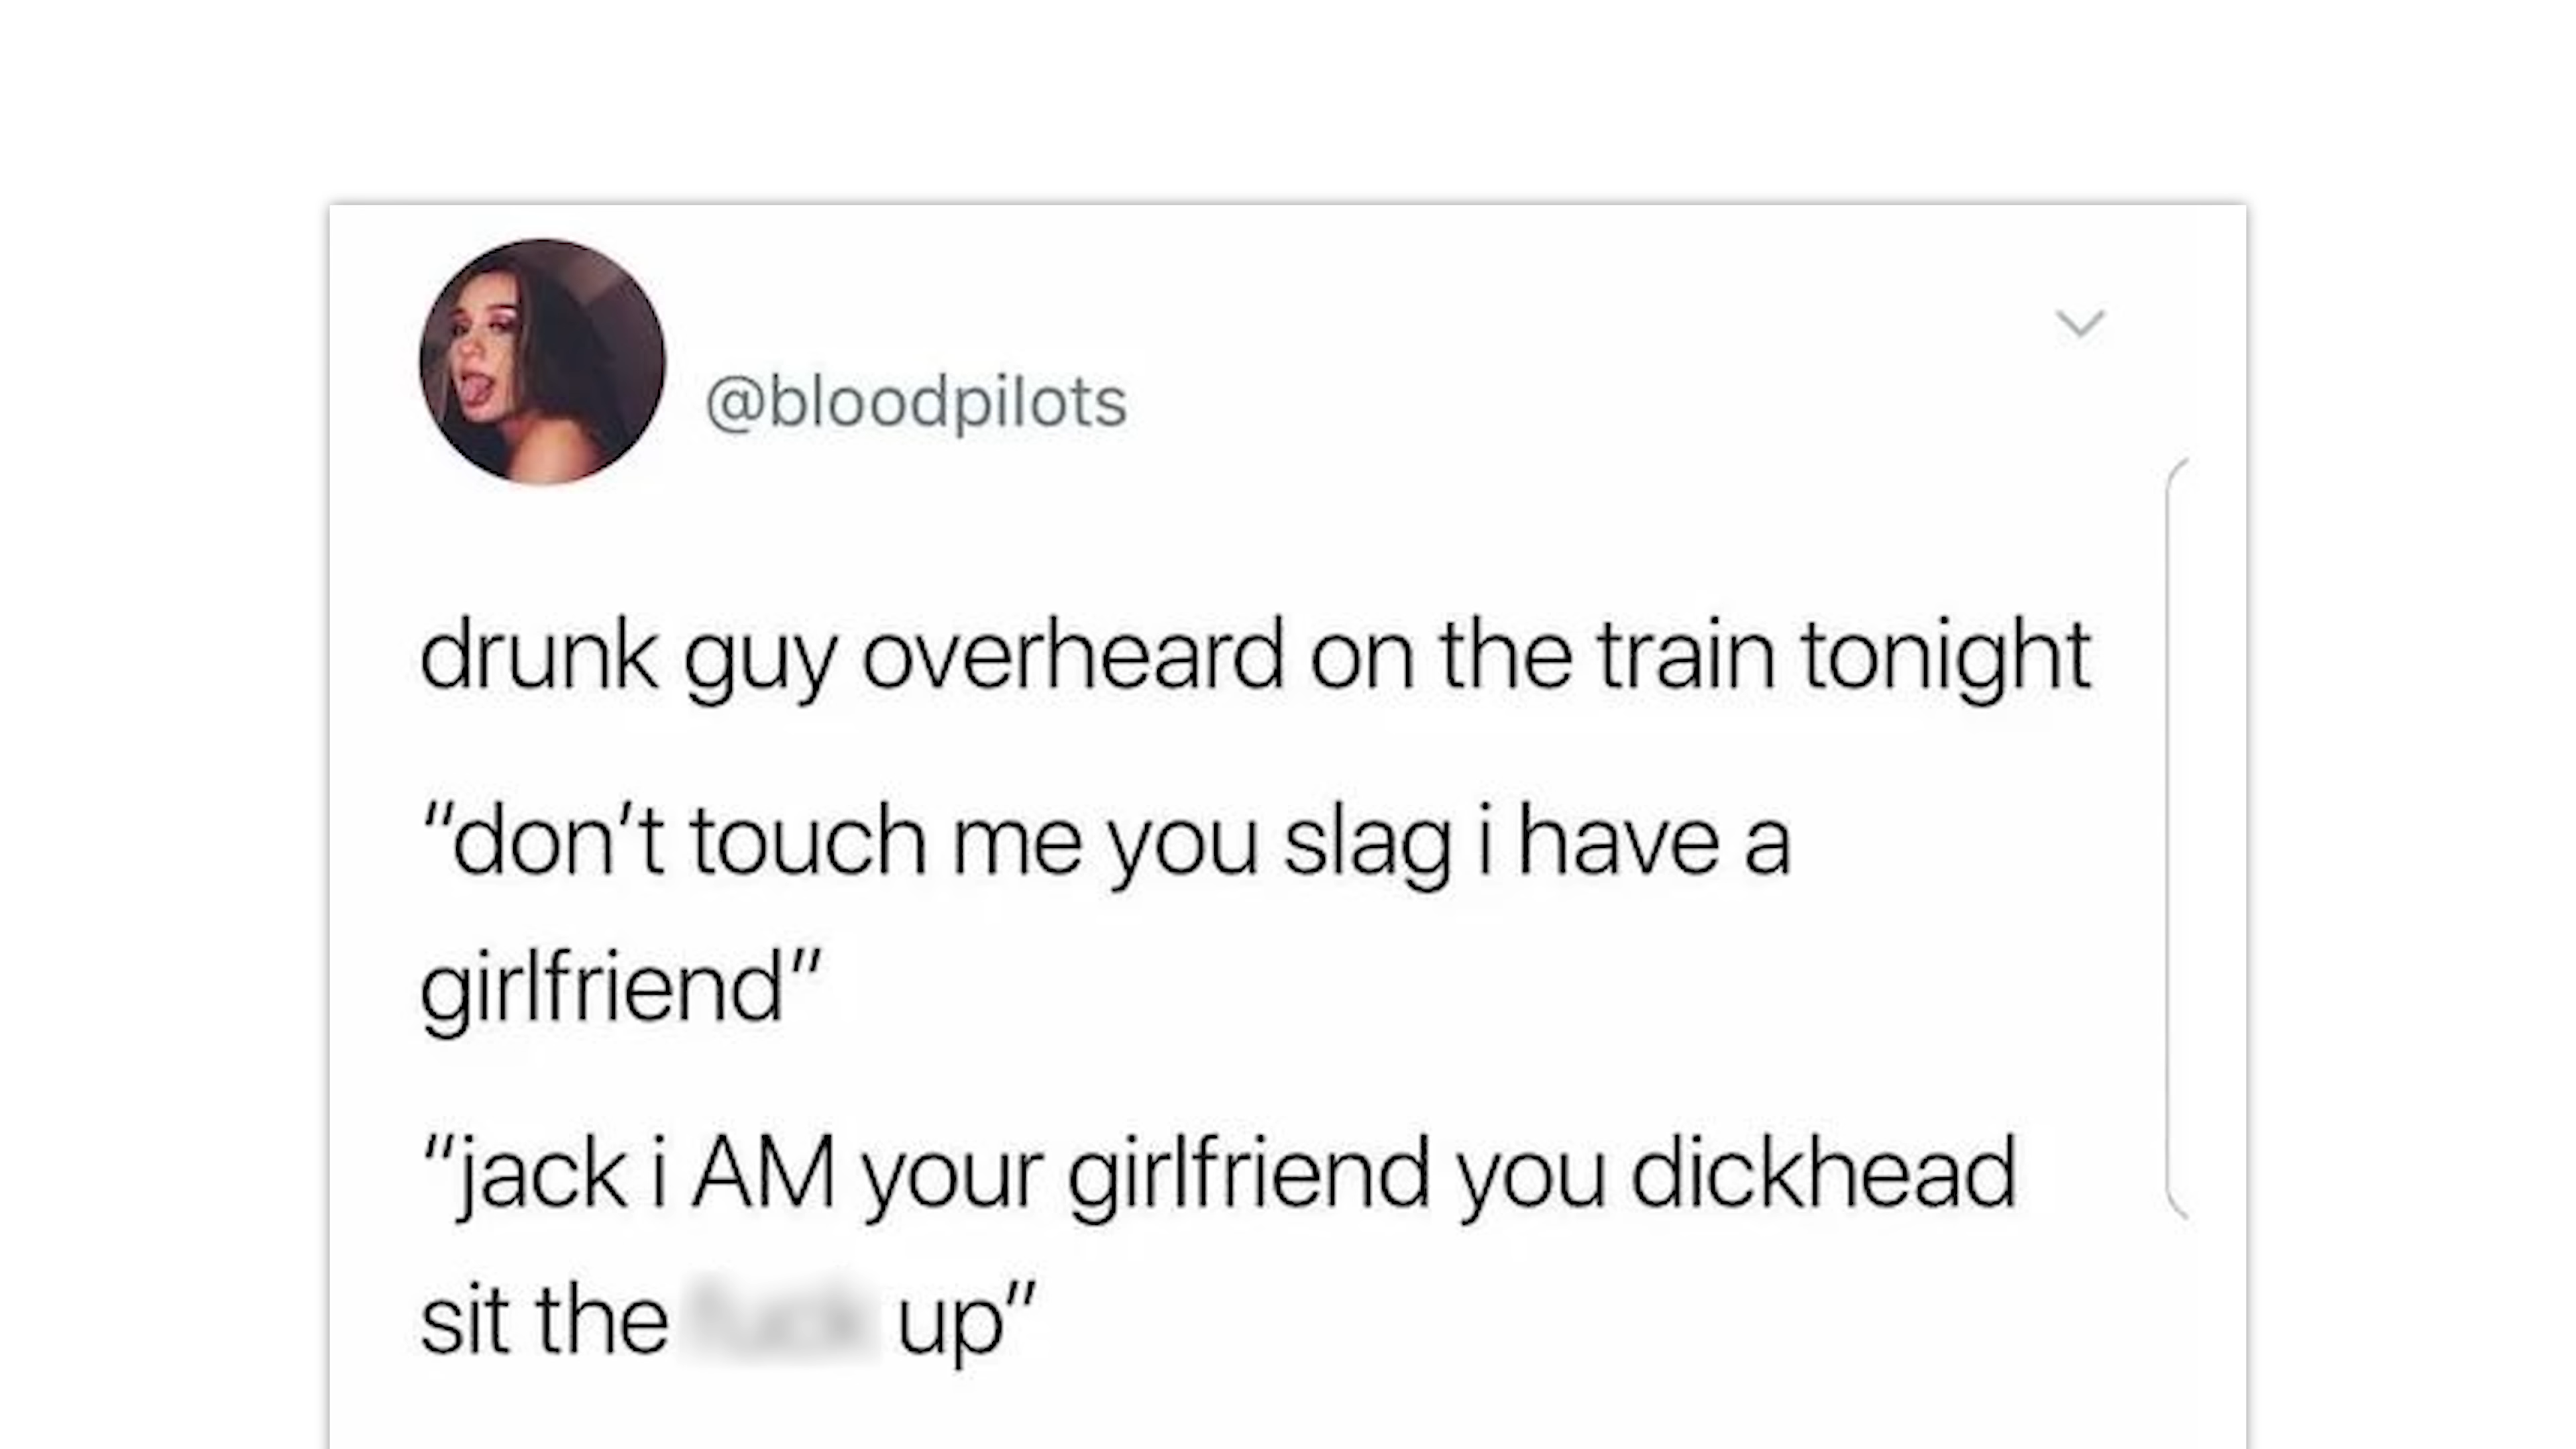 @bloodpilots
drunk guy overheard on the train tonight
“don’t touch me you slag i have a
girlfriend”
“jack i AM your girlfriend you dickhead
sit the up”